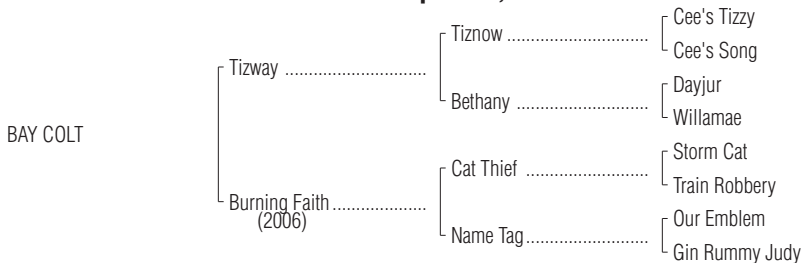 Cee's Tizzy
Tiznow
Cee's Song
Tizway
Dayjur
Bethany
Willamae
BAY COLT
Storm Cat
Cat Thief
Train Robbery
Burning Faith
(2006)
Our Emblem
Name Tag
Gin Rummy Judy